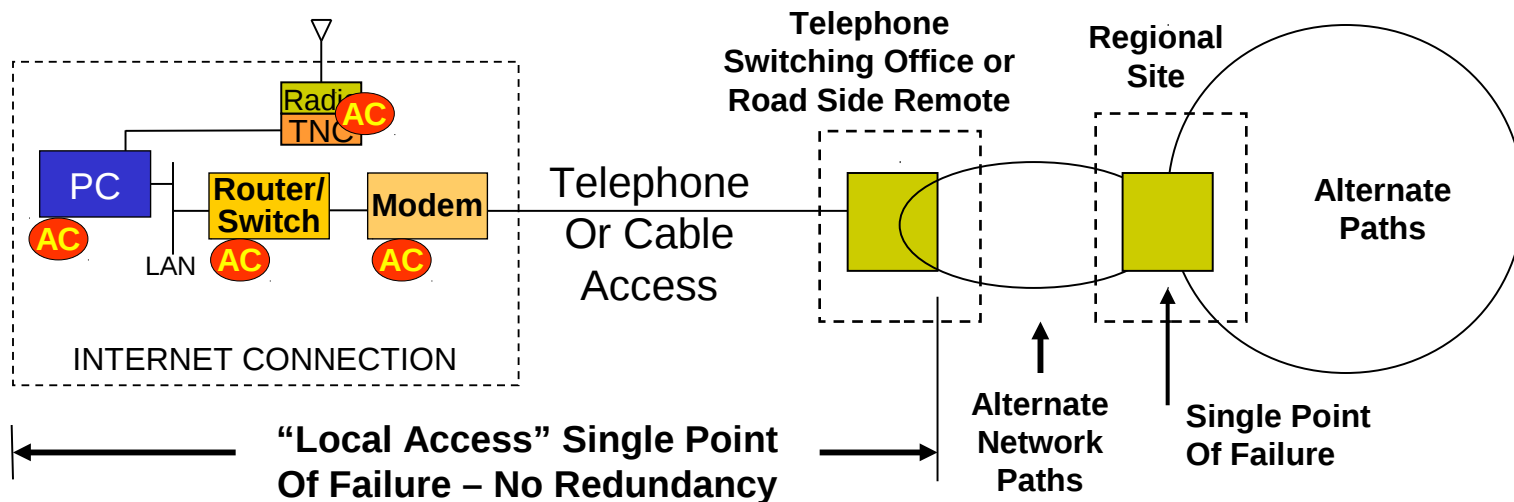 Telephone
Switching Office or
Road Side Remote
Regional
Site
Radio
AC
TNC
PC
AC
LAN
Router/
Switch
AC
Modem
AC
Telephone
Or Cable
Access
Alternate
Paths
INTERNET CONNECTION
“Local Access” Single Point
Of Failure – No Redundancy
Alternate
Network
Paths
Single Point
Of Failure